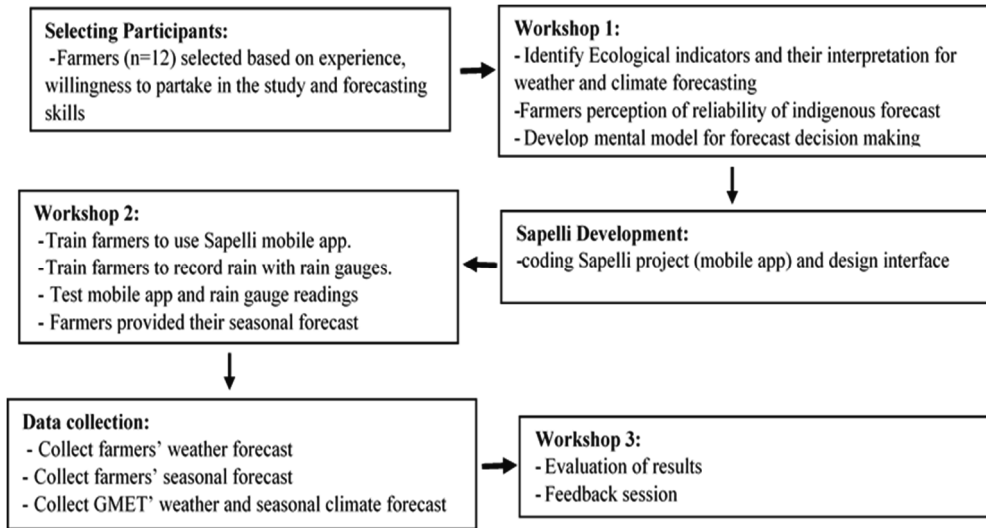 Selecting Participants:
-Farmers (n=12) selected based on experience,
willingness to partake in the study and forecasting
skills
Workshop 1:
- Identify Ecological indicators and their interpretation for
weather and climate forecasting
-Farmers perception of reliability of indigenous forecast
- Develop mental model for forecast decision making
Sapelli Development:
-coding Sapelli project (mobile app) and design interface
Workshop 2:
-Train farmers to use Sapelli mobile app.
-Train farmers to record rain with rain gauges.
- Test mobile app and rain gauge readings
- Farmers provided their seasonal forecast
Data collection:
- Collect farmers’ weather forecast
- Collect farmers’ seasonal forecast
- Collect GMET’ weather and seasonal climate forecast
Workshop 3:
- Evaluation of results
- Feedback session